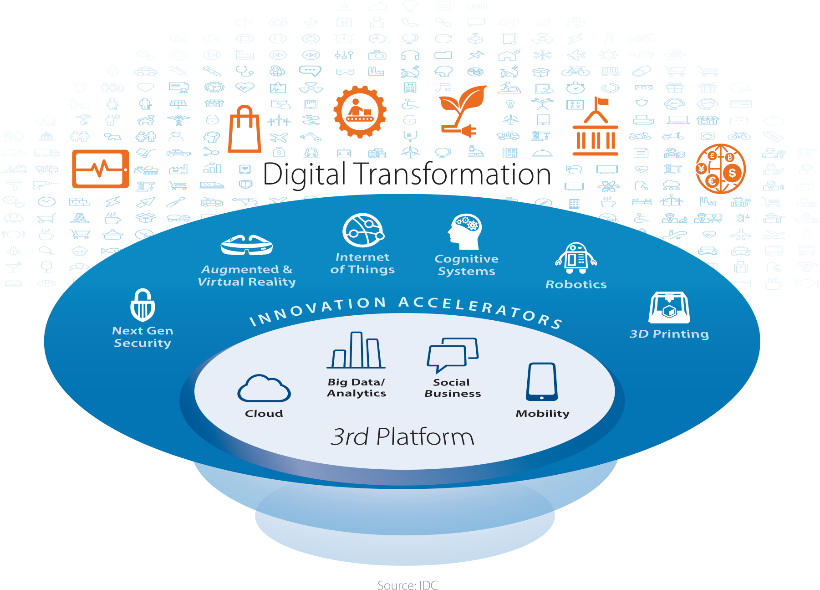 Digital Transformation
Augmented &
Virtual Reality
Internet
of Things
Cognitive
Systems
Robotics
Next Gen
Security
3D Printing
INNOVATION ACCELERATORS
Cloud
Big Data/
Analytics
Social
Business
Mobility
3rd Platform
Source: IDC